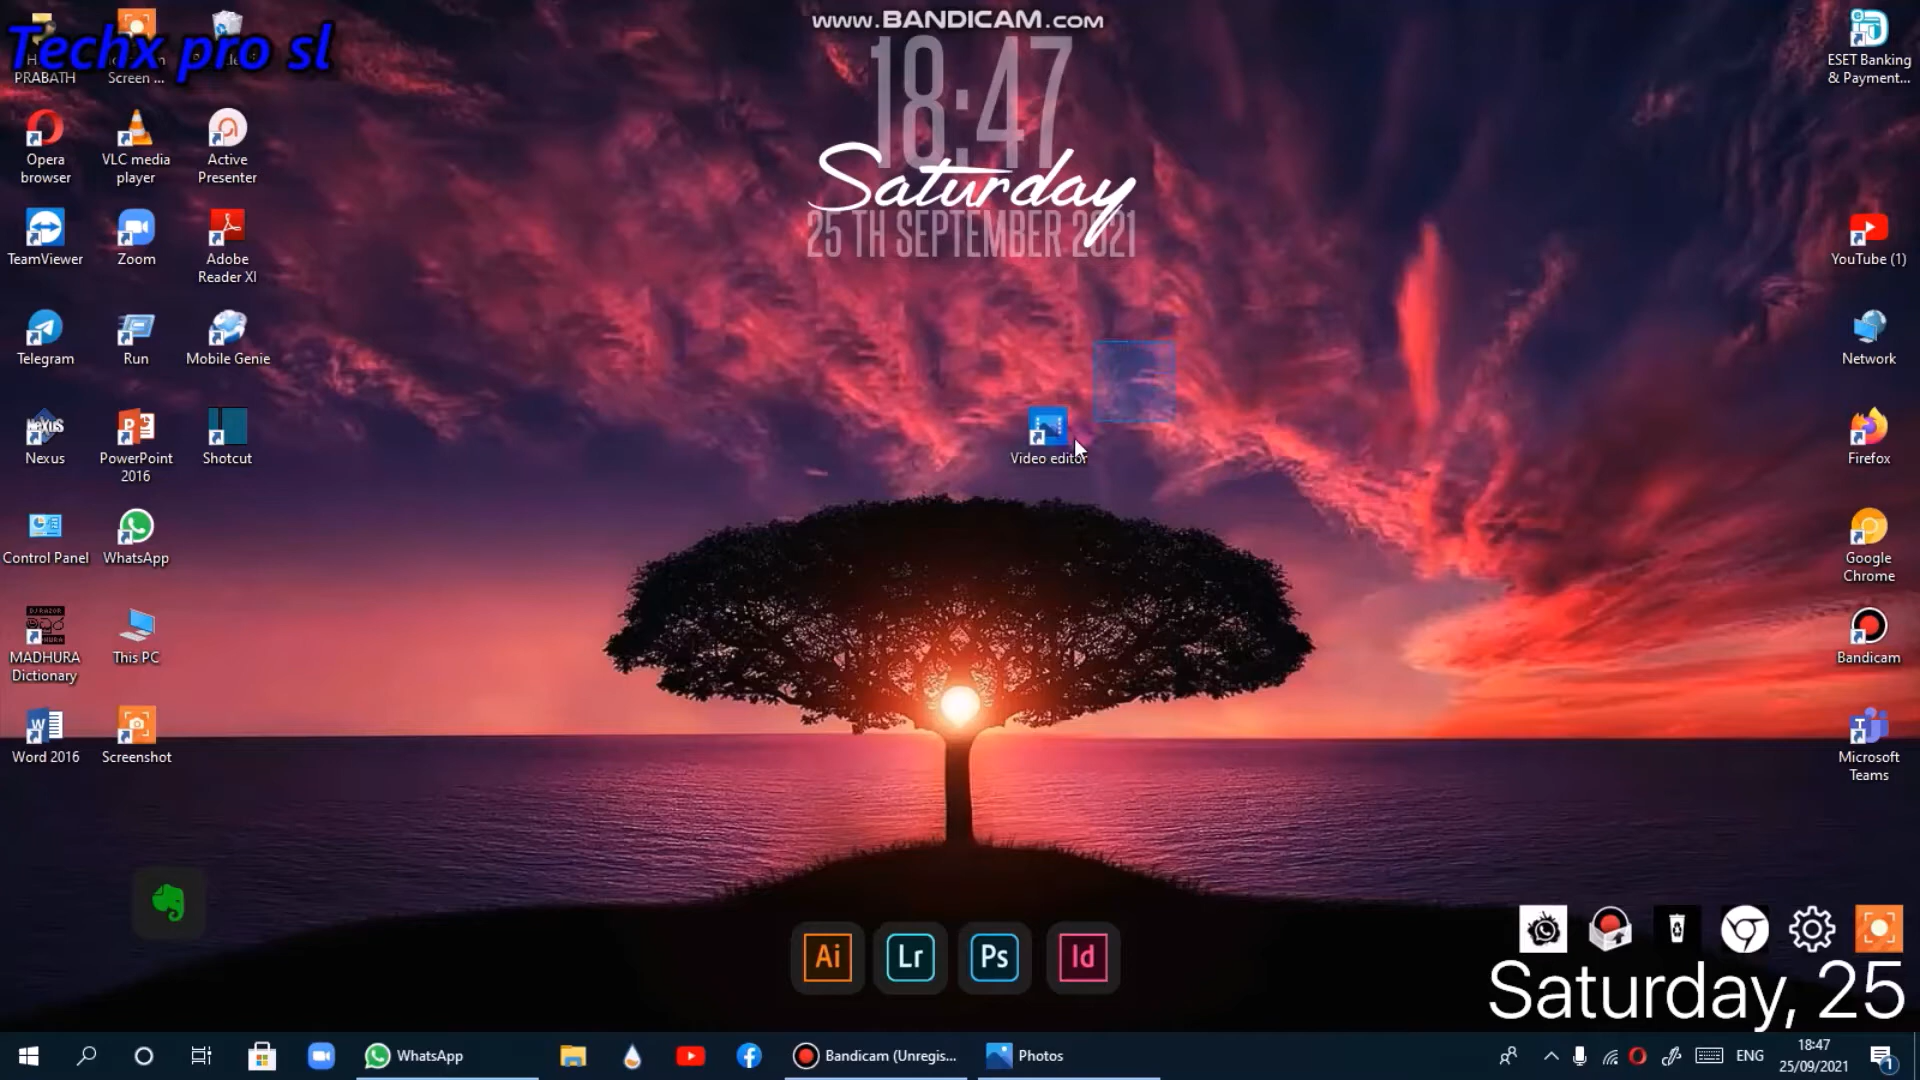 www.BANDICAM.com
Techx pro sl
PRABATH
Screen ...
18:47
Saturday
25 TH SEPTEMBER 2021
ESET Banking
& Payment...
Opera
browser
VLC media
player
Active
Presenter
TeamViewer
Zoom
Adobe
Reader XI
YouTube (1)
Telegram
Run
Mobile Genie
Network
Nexus
PowerPoint
2016
Shotcut
Video editor
Firefox
Control Panel
WhatsApp
Google
Chrome
MADHURA
Dictionary
This PC
Bandicam
Word 2016
Screenshot
Microsoft
Teams
Ai
Lr
Ps
Id
Saturday, 25
WhatsApp
Bandicam (Unregis...
Photos
ENG
18:47
25/09/2021
1